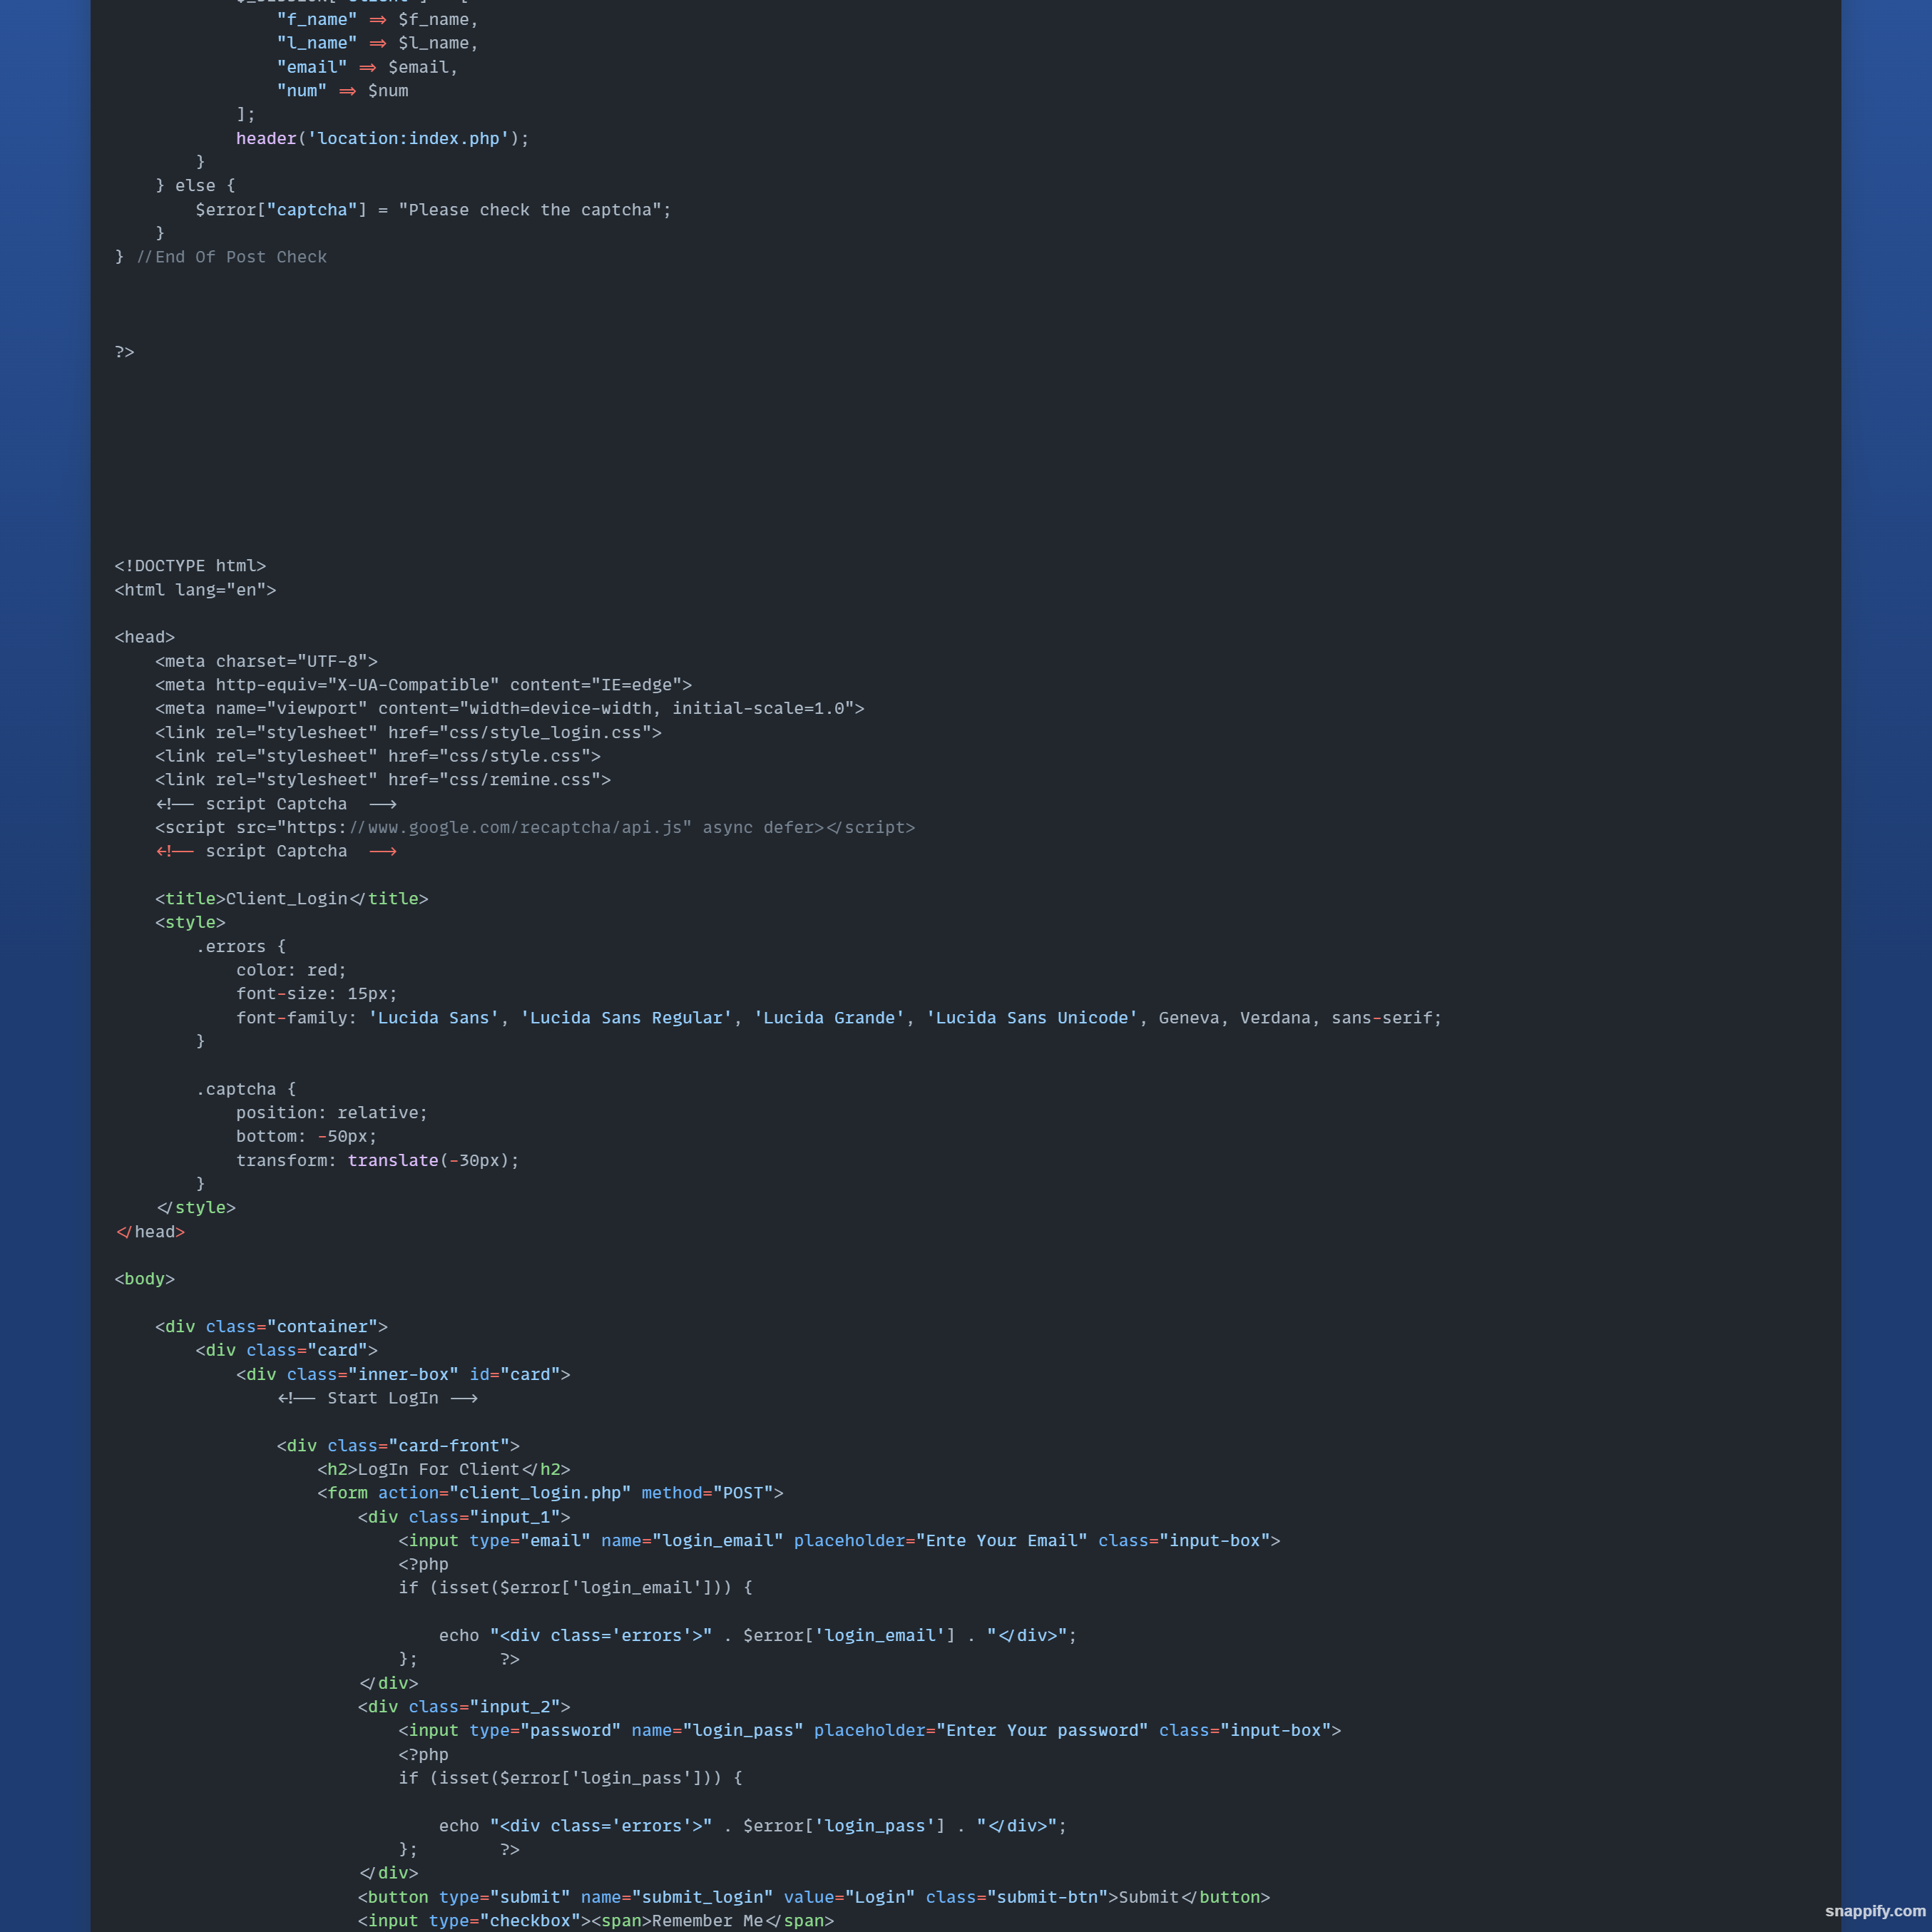 "f_name" => $f_name,
"l_name" => $l_name,
"email" => $email,
"num" => $num
];
header('location:index.php');
}
} else {
$error["captcha"] = "Please check the captcha";
}
} //End Of Post Check
?>
<!DOCTYPE html>
<html lang="en">
<head>
<meta charset="UTF-8">
<meta http-equiv="X-UA-Compatible" content="IE=edge">
<meta name="viewport" content="width=device-width, initial-scale=1.0">
<link rel="stylesheet" href="css/style_login.css">
<link rel="stylesheet" href="css/style.css">
<link rel="stylesheet" href="css/remine.css">
<!-- script Captcha  -->
<script src="https://www.google.com/recaptcha/api.js" async defer></script>
<!-- script Captcha  -->
<title>Client_Login</title>
<style>
.errors {
color: red;
font-size: 15px;
font-family: 'Lucida Sans', 'Lucida Sans Regular', 'Lucida Grande', 'Lucida Sans Unicode', Geneva, Verdana, sans-serif;
}
.captcha {
position: relative;
bottom: -50px;
transform: translate(-30px);
}
</style>
</head>
<body>
<div class="container">
<div class="card">
<div class="inner-box" id="card">
<!-- Start LogIn -->
<div class="card-front">
<h2>LogIn For Client</h2>
<form action="client_login.php" method="POST">
<div class="input_1">
<input type="email" name="login_email" placeholder="Ente Your Email" class="input-box">
<?php
if (isset($error['login_email'])) {
echo "<div class='errors'>" . $error['login_email'] . "</div>";
};        ?>
</div>
<div class="input_2">
<input type="password" name="login_pass" placeholder="Enter Your password" class="input-box">
<?php
if (isset($error['login_pass'])) {
echo "<div class='errors'>" . $error['login_pass'] . "</div>";
};        ?>
</div>
<button type="submit" name="submit_login" value="Login" class="submit-btn">Submit</button>
<input type="checkbox"><span>Remember Me</span>
snappify.com